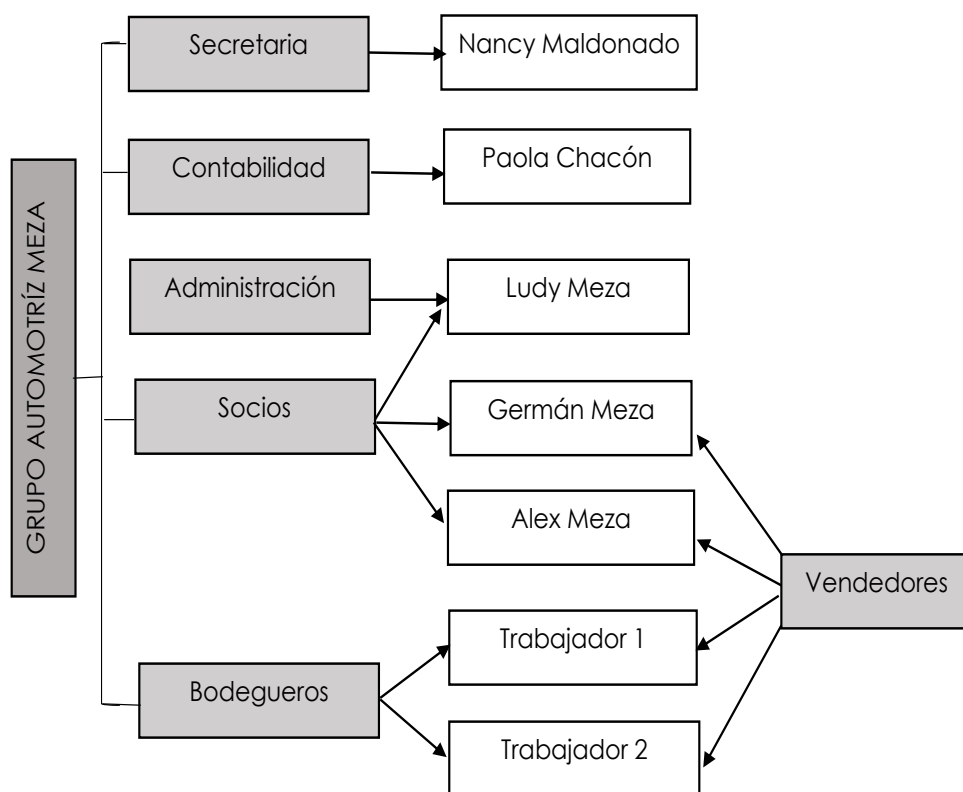 GRUPO AUTOMOTRÍZ MEZA
Secretaria
Nancy Maldonado
Contabilidad
Paola Chacón
Administración
Ludy Meza
Socios
Germán Meza
Alex Meza
Vendedores
Bodegueros
Trabajador 1
Trabajador 2